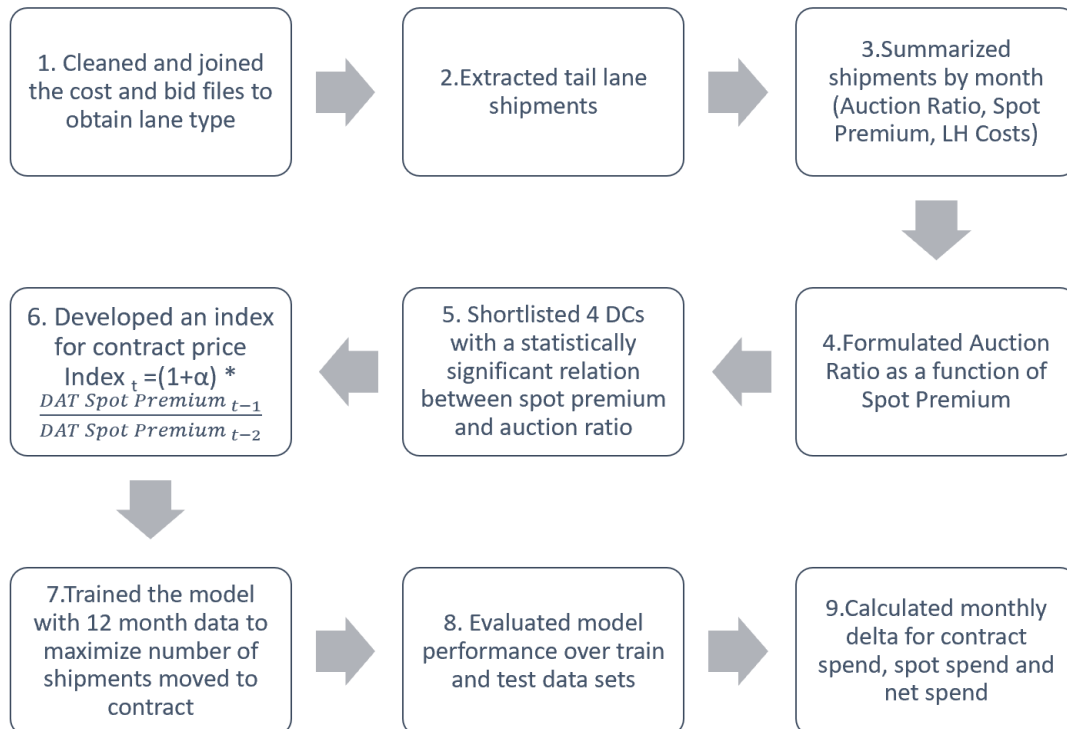 1. Cleaned and joined
the cost and bid files to
obtain lane type
2.Extracted tail lane
shipments
3.Summarized
shipments by month
(Auction Ratio, Spot
Premium, LH Costs)
4.Formulated Auction
Ratio as a function of
Spot Premium
5. Shortlisted 4 DCs
with a statistically
significant relation
between spot premium
and auction ratio
6. Developed an index
for contract price
Index t =(1+α) *
DAT Spot Premium t−1
DAT Spot Premium t−2
7.Trained the model
with 12 month data to
maximize number of
shipments moved to
contract
8. Evaluated model
performance over train
and test data sets
9.Calculated monthly
delta for contract
spend, spot spend and
net spend